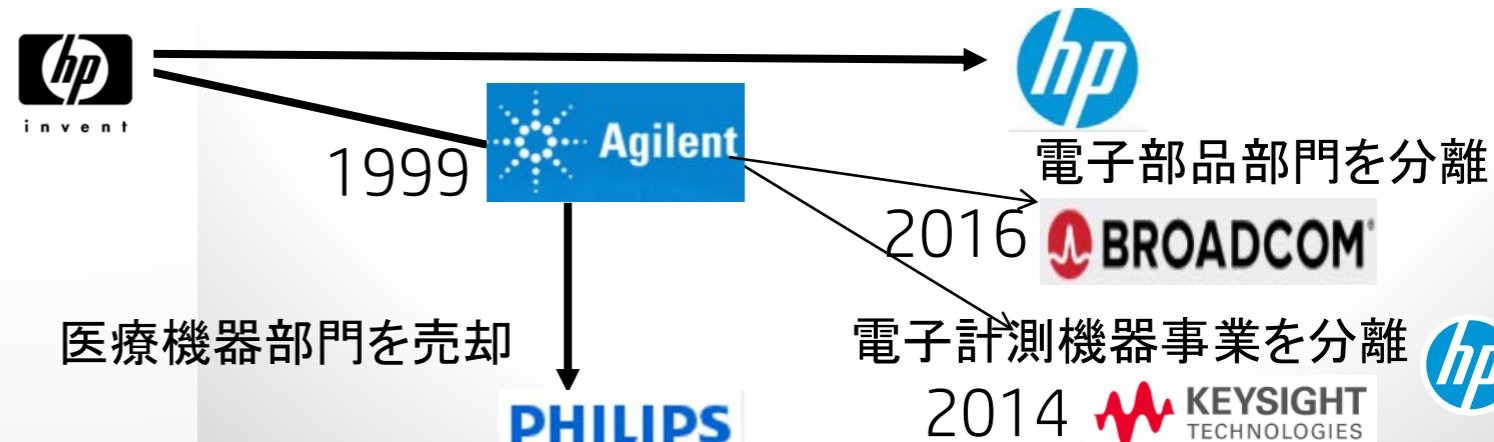 hp
invent
hp
1999
Agilent
電子部品部門を分離
2016
BROADCOM®
医療機器部門を売却
電子計測機器事業を分離
hp
PHILIPS
2014
KEYSIGHT
TECHNOLOGIES